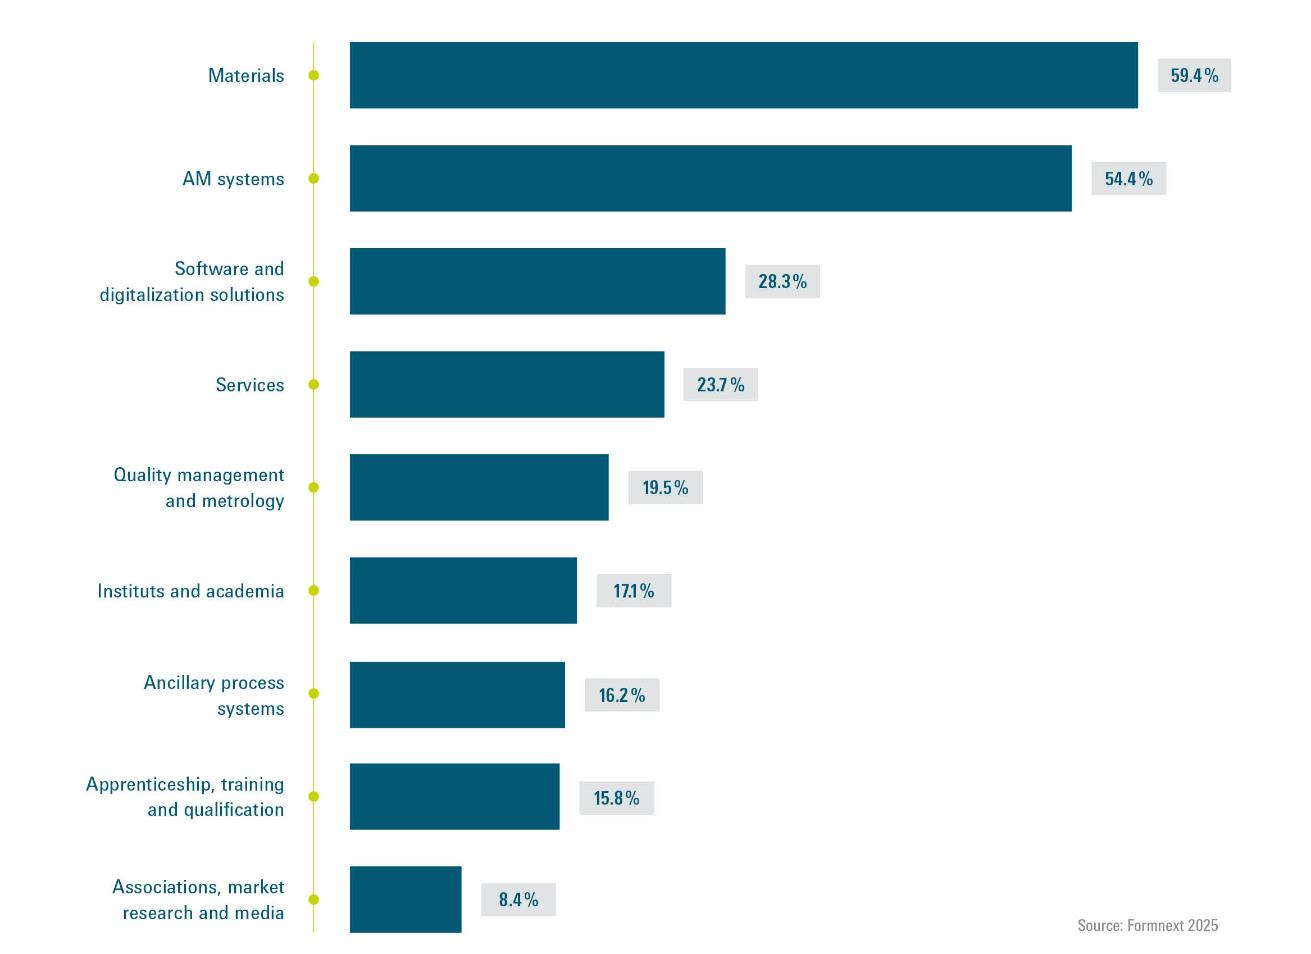 Materials
59.4%
AM systems
54.4%
Software and
digitalization solutions
28.3%
Services
23.7%
Quality management
and metrology
19.5%
Instituts and academia
17.1%
Ancillary process
systems
16.2%
Apprenticeship, training
and qualification
15.8%
Associations, market
research and media
8.4%
Source: Formnext 2025